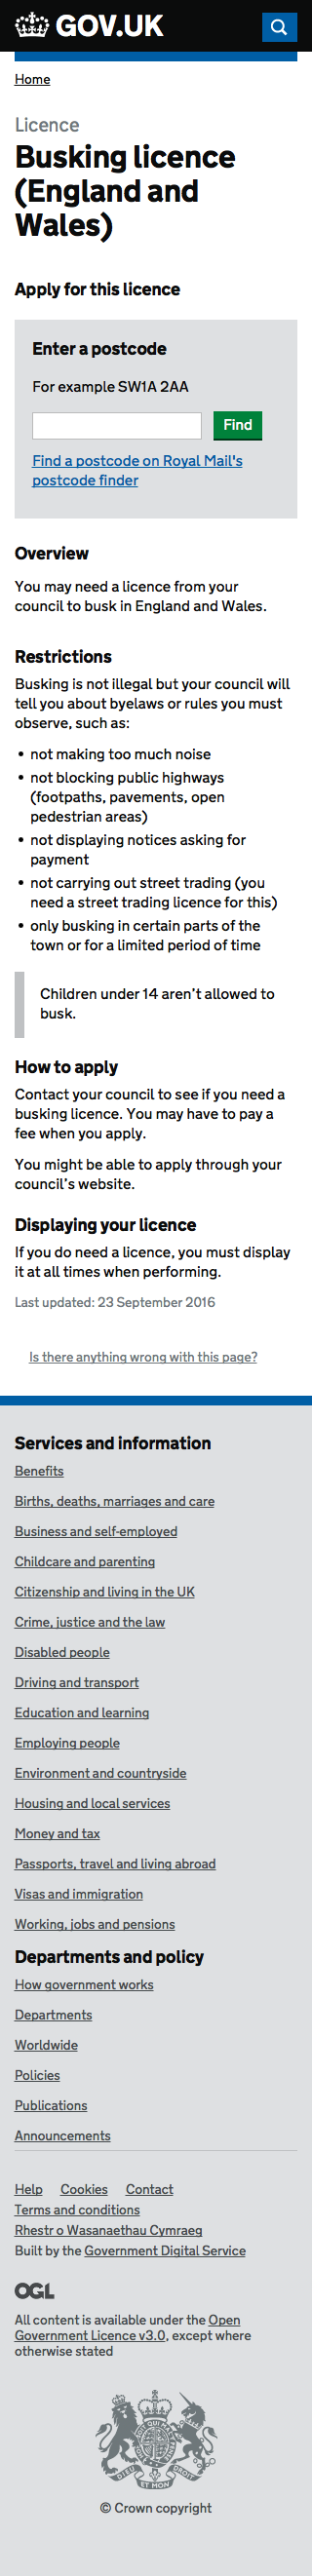 GOV.UK
Home
Licence
Busking licence
(England and
Wales)
Apply for this licence
Enter a postcode
For example SW1A 2AA
Find
Find a postcode on Royal Mail's
postcode finder
Overview
You may need a licence from your
council to busk in England and Wales.
Restrictions
Busking is not illegal but your council will
tell you about byelaws or rules you must
observe, such as:
• not making too much noise
• not blocking public highways
(footpaths, pavements, open
pedestrian areas)
• not displaying notices asking for
payment
• not carrying out street trading (you
need a street trading licence for this)
• only busking in certain parts of the
town or for a limited period of time
Children under 14 aren’t allowed to
busk.
How to apply
Contact your council to see if you need a
busking licence. You may have to pay a
fee when you apply.
You might be able to apply through your
council’s website.
Displaying your licence
If you do need a licence, you must display
it at all times when performing.
Last updated: 23 September 2016
Is there anything wrong with this page?
Services and information
Benefits
Births, deaths, marriages and care
Business and self-employed
Childcare and parenting
Citizenship and living in the UK
Crime, justice and the law
Disabled people
Driving and transport
Education and learning
Employing people
Environment and countryside
Housing and local services
Money and tax
Passports, travel and living abroad
Visas and immigration
Working, jobs and pensions
Departments and policy
How government works
Departments
Worldwide
Policies
Publications
Announcements
Help Cookies Contact
Terms and conditions
Rhestr o Wasanaethau Cymraeg
Built by the Government Digital Service
OGL
All content is available under the Open
Government Licence v3.0, except where
otherwise stated
DIEU ET MON DROIT
© Crown copyright